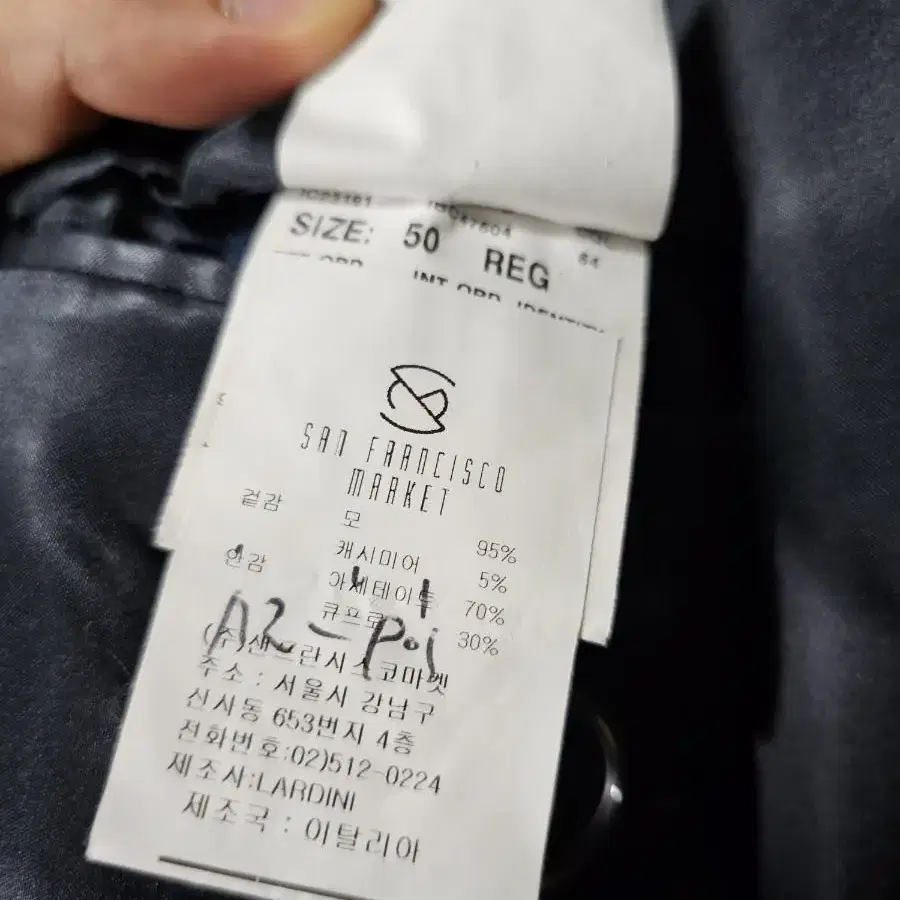 SIZE: 50 REG
84
SAN FRANCISCO
MARKET
겉감 모 95%
캐시미어 5%
안감 아세테이트 70%
큐프로 30%
A2-poi
(주)샌프란시스코마켓
주소 : 서울시 강남구
신사동 653번지 4층
전화번호:02)512-0224
제조사:LARDINI
제조국 : 이탈리아